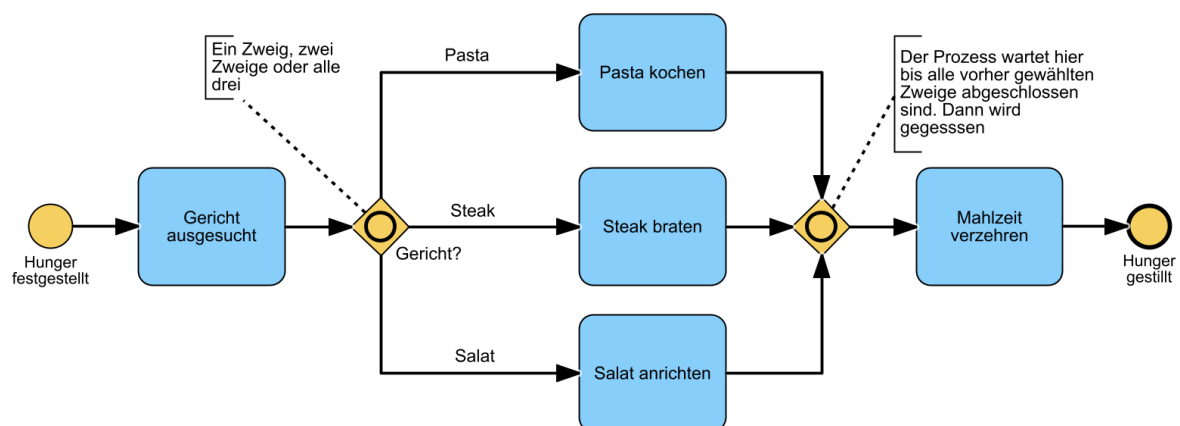 Ein Zweig, zwei
Zweige oder alle
drei
Pasta
Pasta kochen
Der Prozess wartet hier
bis alle vorher gewählten
Zweige abgeschlossen
sind. Dann wird
gegesssen
Hunger
festgestellt
Gericht
ausgesucht
Gericht?
Steak
Steak braten
Mahlzeit
verzehren
Hunger
gestillt
Salat
Salat anrichten